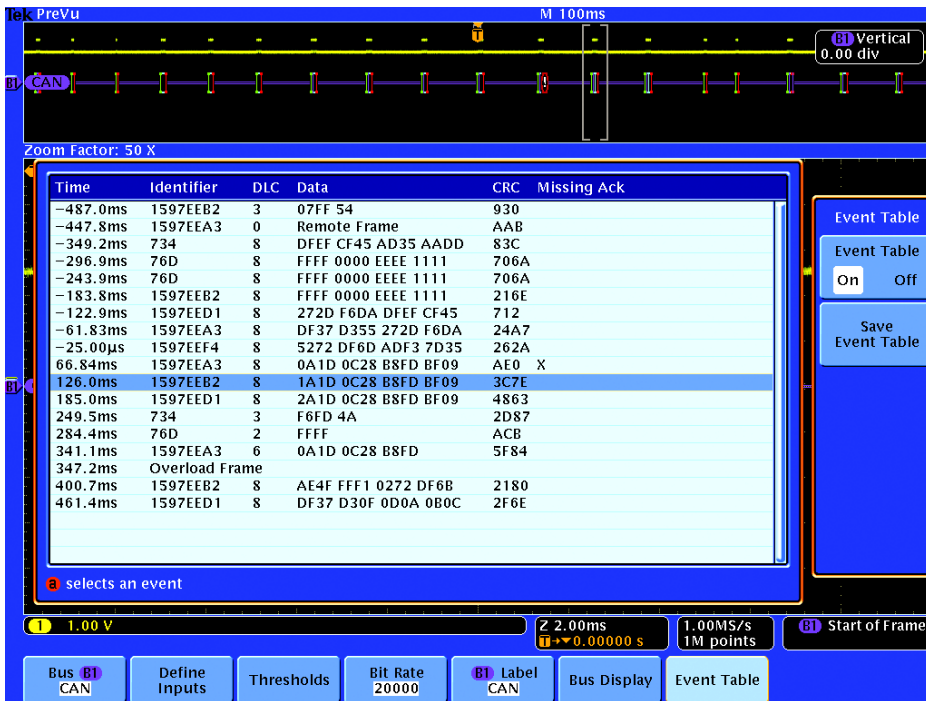 Tek PreVu M 100ms
T
B1 Vertical
0.00 div
B1 CAN
Zoom Factor: 50 X
Time Identifier DLC Data CRC Missing Ack
−487.0ms 1597EEB2 3 07FF 54 930
−447.8ms 1597EEA3 0 Remote Frame AAB
−349.2ms 734 8 DFEF CF45 AD35 AADD 83C
−296.9ms 76D 8 FFFF 0000 EEEE 1111 706A
−243.9ms 76D 8 FFFF 0000 EEEE 1111 706A
−183.8ms 1597EEB2 8 FFFF 0000 EEEE 1111 216E
−122.9ms 1597EED1 8 272D F6DA DFEF CF45 712
−61.83ms 1597EEA3 8 DF37 D355 272D F6DA 24A7
−25.00µs 1597EEF4 8 5272 DF6D ADF3 7D35 262A
66.84ms 1597EEA3 8 0A1D 0C28 B8FD BF09 AE0 X
126.0ms 1597EEB2 8 1A1D 0C28 B8FD BF09 3C7E
185.0ms 1597EED1 8 2A1D 0C28 B8FD BF09 4863
249.5ms 734 3 F6FD 4A 2D87
284.4ms 76D 2 FFFF ACB
341.1ms 1597EEA3 6 0A1D 0C28 B8FD 5F84
347.2ms Overload Frame
400.7ms 1597EEB2 8 AE4F FFF1 0272 DF6B 2180
461.4ms 1597EED1 8 DF37 D30F 0D0A 0B0C 2F6E
a selects an event
B1
Event Table
Event Table
On Off
Save
Event Table
1 1.00 V
Z 2.00ms
T→▼0.00000 s
1.00MS/s
1M points
B1 Start of Frame
Bus B1
CAN
Define
Inputs
Thresholds
Bit Rate
20000
B1 Label
CAN
Bus Display
Event Table